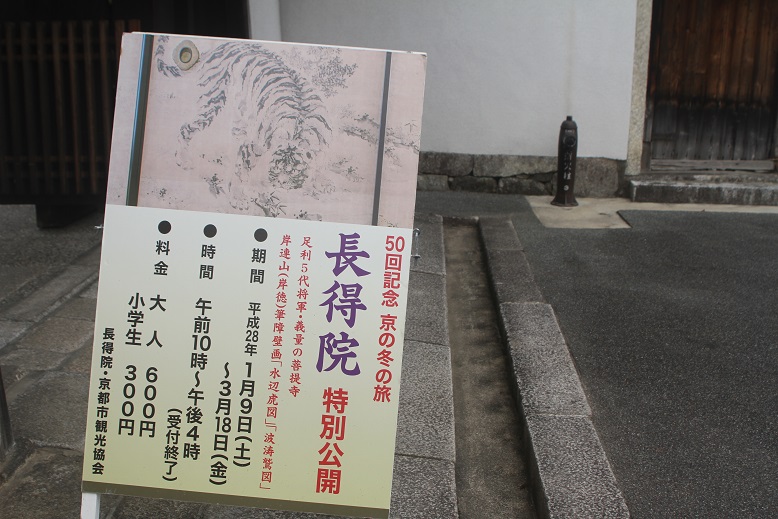 50回記念 京の冬の旅
長得院 特別公開
足利5代将軍・義量の菩提寺
岸連山(岸徳)筆障壁画「水辺虎図」「波涛鷲図」
●期間 平成28年1月9日(土)
～3月18日(金)
●時間 午前10時～午後4時
(受付終了)
●料金 大人 600円
小学生 300円
長得院・京都市観光協会